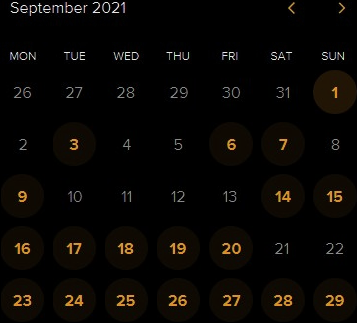 September 2021
MON TUE WED THU FRI SAT SUN
26 27 28 29 30 31 1
2 3 4 5 6 7 8
9 10 11 12 13 14 15
16 17 18 19 20 21 22
23 24 25 26 27 28 29